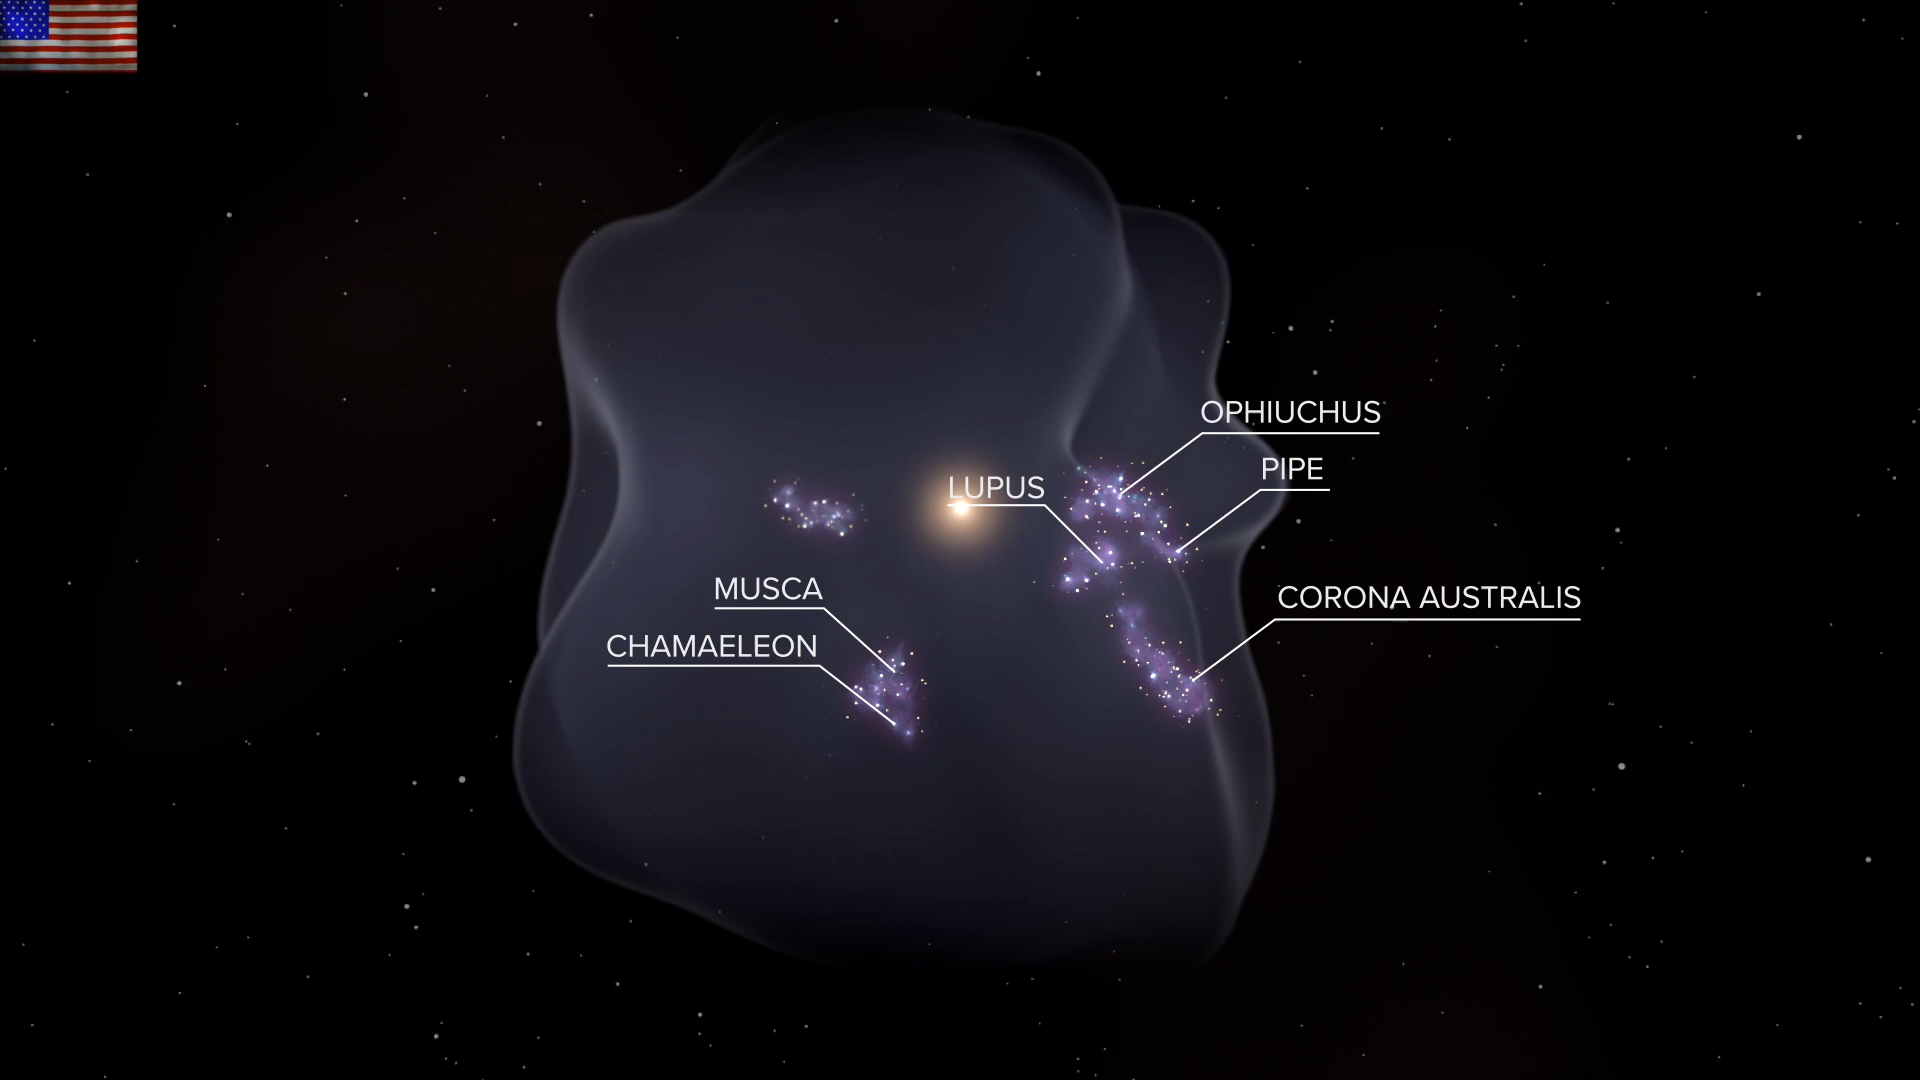 OPHIUCHUS
PIPE
LUPUS
MUSCA
CORONA AUSTRALIS
CHAMAELEON